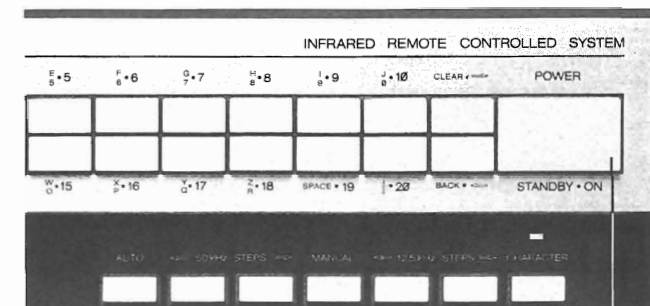 INFRARED REMOTE CONTROLLED SYSTEM
E 5 • 5 F 6 • 6 G 7 • 7 H 8 • 8 I 9 • 9 J 0 • 10 CLEAR • POWER
W O • 15 X P • 16 Y Q • 17 Z R • 18 SPACE • 19 • 20 BACK • STANDBY • ON
AUTO 50kHz STEPS MANUAL 12.5kHz STEPS CHARACTER